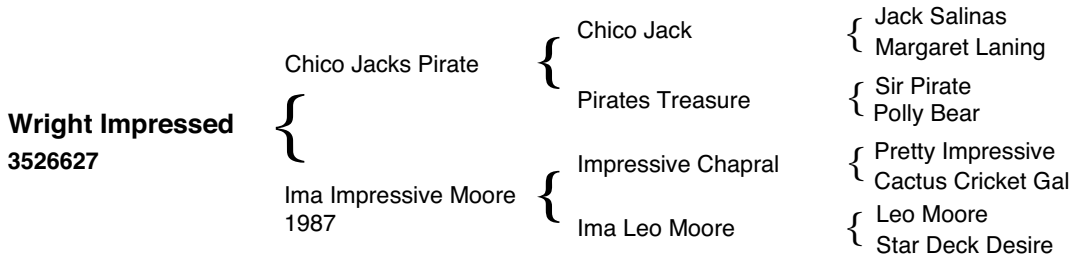 Wright Impressed
3526627
Chico Jacks Pirate
Ima Impressive Moore
1987
Chico Jack
Pirates Treasure
Impressive Chapral
Ima Leo Moore
Jack Salinas
Margaret Laning
Sir Pirate
Polly Bear
Pretty Impressive
Cactus Cricket Gal
Leo Moore
Star Deck Desire